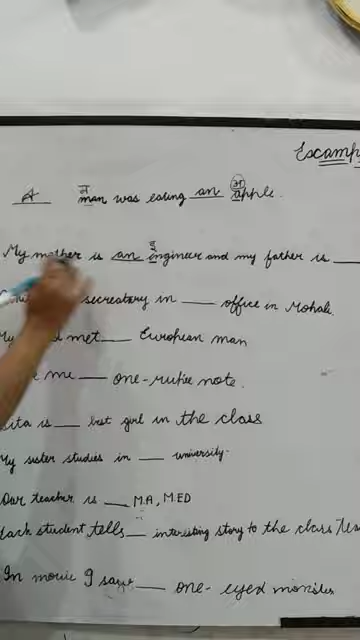 Escamp
A म man was eating an अ apple.
My mother is an engineer and my father is ___
secreatory in ___ office in Mohali.
met ___ European man
me ___ one-rupee note.
ita is ___ best girl in the class
My sister studies in ___ university.
Our teacher is ___ M.A, M.ED
Each student tells ___ interesting story to the class
In movie I saw ___ one-eyed monster